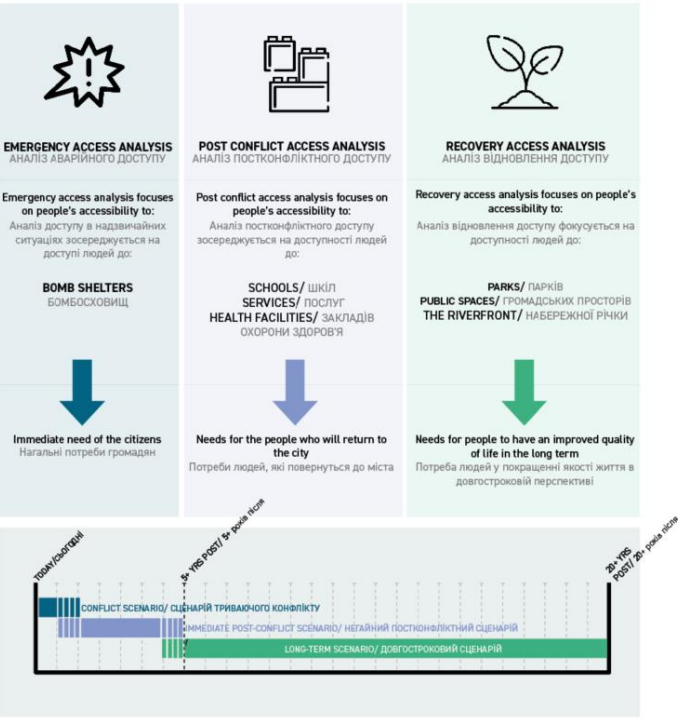 EMERGENCY ACCESS ANALYSIS
АНАЛІЗ АВАРІЙНОГО ДОСТУПУ
Emergency access analysis focuses
on people's accessibility to:
Аналіз доступу в надзвичайних
ситуаціях зосереджується на
доступі людей до:
BOMB SHELTERS
БОМБОСХОВИЩ
Immediate need of the citizens
Нагальні потреби громадян
POST CONFLICT ACCESS ANALYSIS
АНАЛІЗ ПОСТКОНФЛІКТНОГО ДОСТУПУ
Post conflict access analysis focuses on
people's accessibility to:
Аналіз постконфліктного доступу
зосереджується на доступності людей
до:
SCHOOLS/ ШКІЛ
SERVICES/ ПОСЛУГ
HEALTH FACILITIES/ ЗАКЛАДІВ
ОХОРОНИ ЗДОРОВ'Я
Needs for the people who will return to
the city
Потреби людей, які повернуться до міста
RECOVERY ACCESS ANALYSIS
АНАЛІЗ ВІДНОВЛЕННЯ ДОСТУПУ
Recovery access analysis focuses on people's
accessibility to:
Аналіз відновлення доступу фокусується на
доступності людей до:
PARKS/ ПАРКІВ
PUBLIC SPACES/ ГРОМАДСЬКИХ ПРОСТОРІВ
THE RIVERFRONT/ НАБЕРЕЖНОЇ РІЧКИ
Needs for people to have an improved quality
of life in the long term
Потреба людей у покращенні якості життя в
довгостроковій перспективі
TODAY/СЬОГОДНІ
5+ YRS POST/ 5+ років після
20+ YRS
POST/ 20+ років після
CONFLICT SCENARIO/ СЦЕНАРІЙ ТРИВАЮЧОГО КОНФЛІКТУ
IMMEDIATE POST-CONFLICT SCENARIO/ НЕГАЙНИЙ ПОСТКОНФЛІКТНИЙ СЦЕНАРІЙ
LONG-TERM SCENARIO/ ДОВГОСТРОКОВИЙ СЦЕНАРІЙ